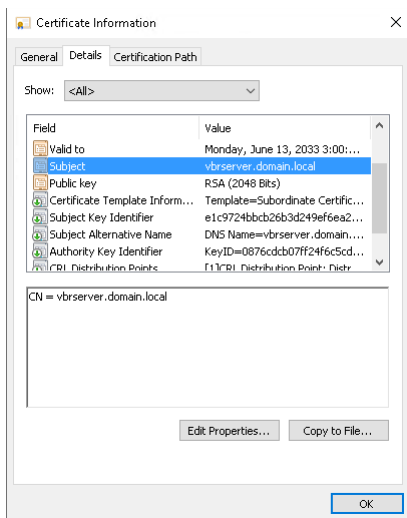 Certificate Information
General Details Certification Path
Show: <All>
Field Value
Valid to Monday, June 13, 2033 3:00:...
Subject vbrserver.domain.local
Public key RSA (2048 Bits)
Certificate Template Inform... Template=Subordinate Certific...
Subject Key Identifier e1c9724bbcb26b3d249ef6ea2...
Subject Alternative Name DNS Name=vbrserver.domain....
Authority Key Identifier KeyID=0876cdcb07ff24f6c5cd...
CRL Distribution Points [1]CRL Distribution Point: Distr
CN = vbrserver.domain.local
Edit Properties... Copy to File...
OK